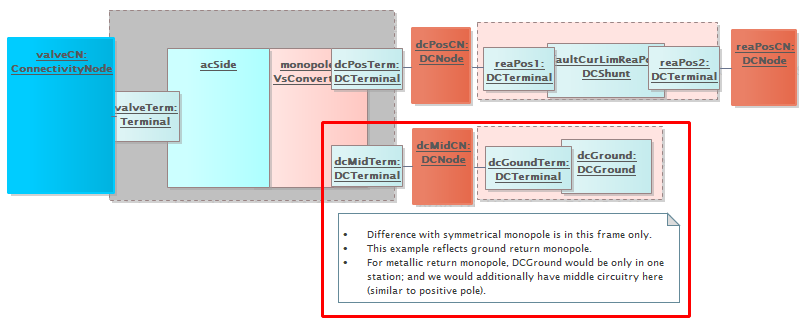 valveCN:
ConnectivityNode
valveTerm:
Terminal
acSide
monopole
VsConvert
dcPosTerm:
DCTerminal
dcPosCN:
DCNode
reaPos1:
DCTerminal
aultCurLimReaPo
DCShunt
reaPos2:
DCTerminal
reaPosCN:
DCNode
dcMidTerm:
DCTerminal
dcMidCN:
DCNode
dcGoundTerm:
DCTerminal
dcGround:
DCGround
• Difference with symmetrical monopole is in this frame only.
• This example reflects ground return monopole.
• For metallic return monopole, DCGround would be only in one
station; and we would additionally have middle circuitry here
(similar to positive pole).